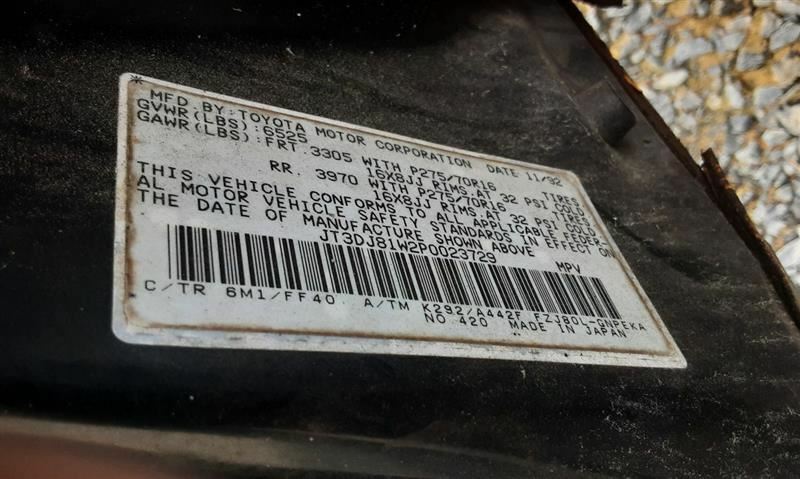 *
MFD.BY:TOYOTA MOTOR CORPORATION DATE 11/92
GVWR(LBS):6525
GAWR(LBS):FRT.3305 WITH P275/70R16 TIRES
16X8JJ RIMS.AT 32 PSI COLD
RR. 3970 WITH P275/70R16 TIRES
16X8JJ RIMS.AT 32 PSI COLD
THIS VEHICLE CONFORMS TO ALL APPLICABLE FEDER-
AL MOTOR VEHICLE SAFETY STANDARDS IN EFFECT ON
THE DATE OF MANUFACTURE SHOWN ABOVE
JT3DJ81W2P0023729 MPV
C/TR 6M1/FF40 A/TM K292/A442F FZJ80L-GNPEKA
NO.420 MADE IN JAPAN